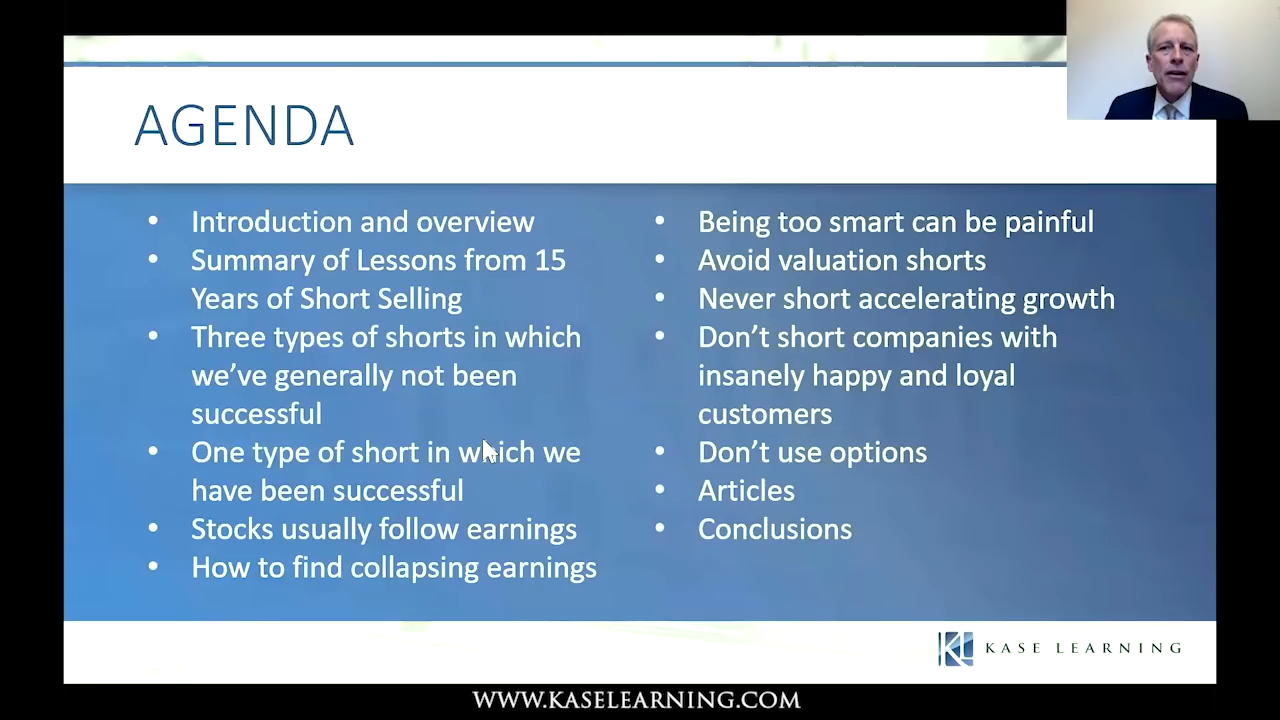 AGENDA
• Introduction and overview
• Summary of Lessons from 15
Years of Short Selling
• Three types of shorts in which
we've generally not been
successful
• One type of short in which we
have been successful
• Stocks usually follow earnings
• How to find collapsing earnings
• Being too smart can be painful
• Avoid valuation shorts
• Never short accelerating growth
• Don't short companies with
insanely happy and loyal
customers
• Don't use options
• Articles
• Conclusions
KL KASE LEARNING
WWW.KASELEARNING.COM